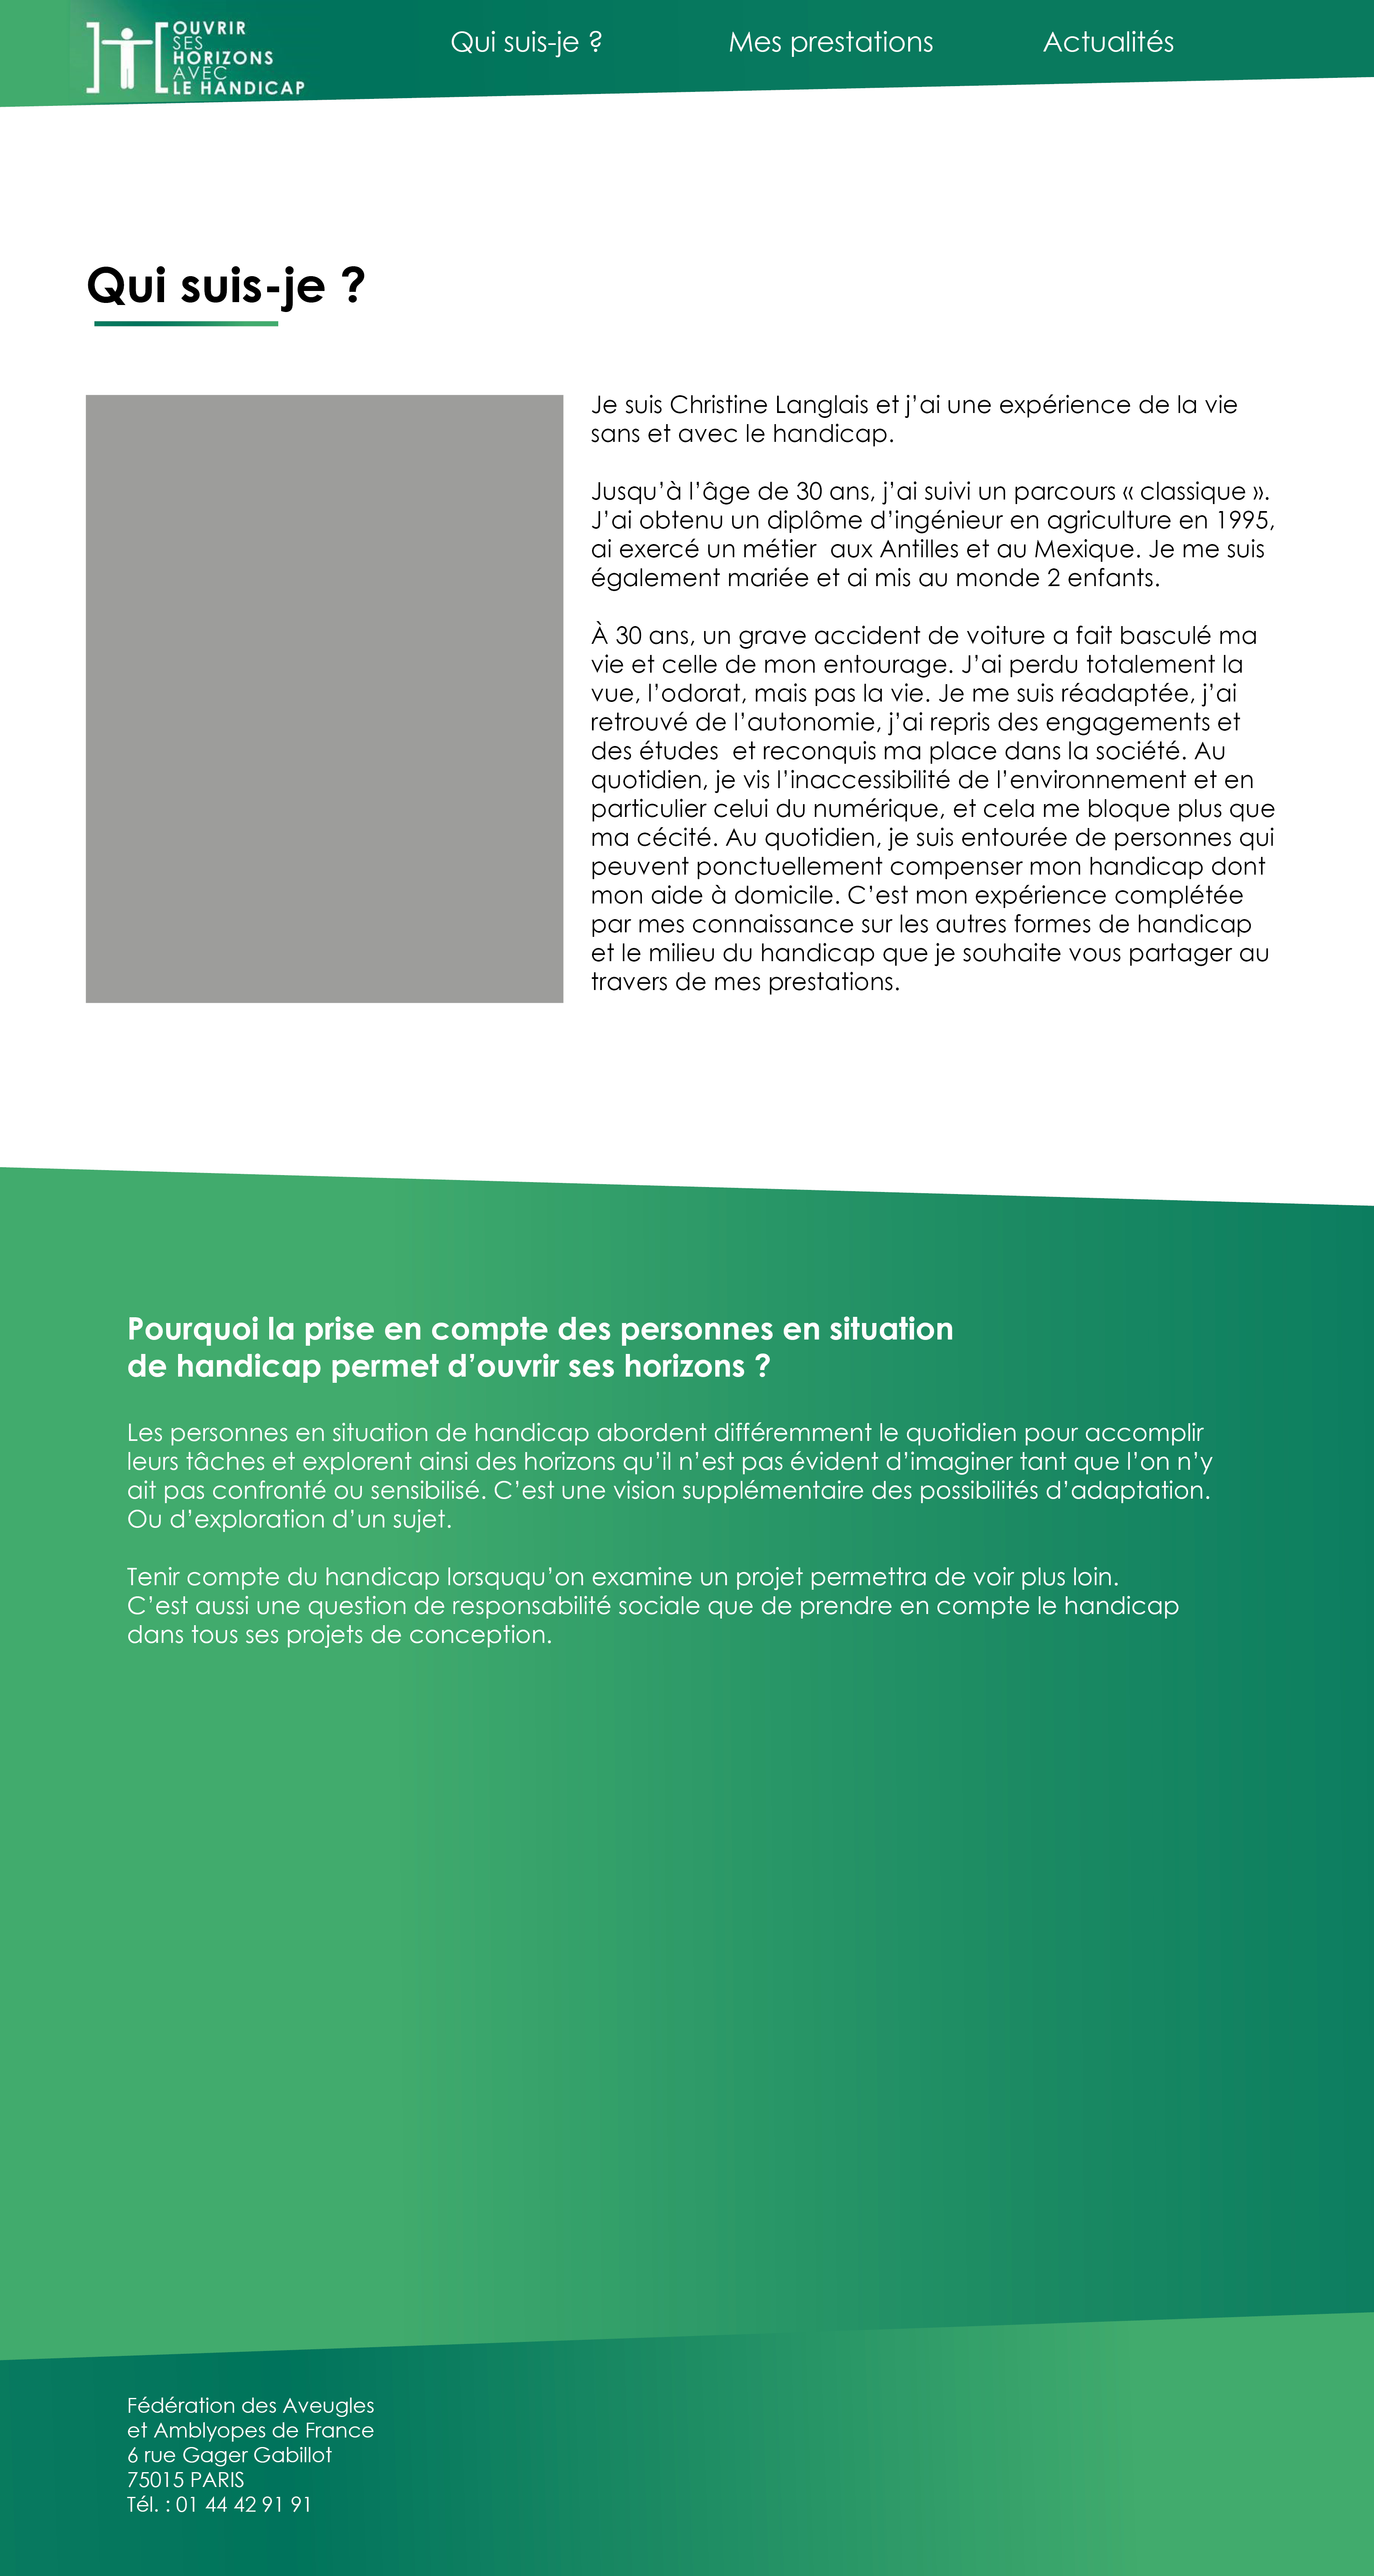 OUVRIR
SES
HORIZONS
AVEC
LE HANDICAP
Qui suis-je ?
Mes prestations
Actualités
Qui suis-je ?
Je suis Christine Langlais et j’ai une expérience de la vie
sans et avec le handicap.
Jusqu’à l’âge de 30 ans, j’ai suivi un parcours « classique ».
J’ai obtenu un diplôme d’ingénieur en agriculture en 1995,
ai exercé un métier  aux Antilles et au Mexique. Je me suis
également mariée et ai mis au monde 2 enfants.
À 30 ans, un grave accident de voiture a fait basculé ma
vie et celle de mon entourage. J’ai perdu totalement la
vue, l’odorat, mais pas la vie. Je me suis réadaptée, j’ai
retrouvé de l’autonomie, j’ai repris des engagements et
des études  et reconquis ma place dans la société. Au
quotidien, je vis l’inaccessibilité de l’environnement et en
particulier celui du numérique, et cela me bloque plus que
ma cécité. Au quotidien, je suis entourée de personnes qui
peuvent ponctuellement compenser mon handicap dont
mon aide à domicile. C’est mon expérience complétée
par mes connaissance sur les autres formes de handicap
et le milieu du handicap que je souhaite vous partager au
travers de mes prestations.
Pourquoi la prise en compte des personnes en situation
de handicap permet d’ouvrir ses horizons ?
Les personnes en situation de handicap abordent différemment le quotidien pour accomplir
leurs tâches et explorent ainsi des horizons qu’il n’est pas évident d’imaginer tant que l’on n’y
ait pas confronté ou sensibilisé. C’est une vision supplémentaire des possibilités d’adaptation.
Ou d’exploration d’un sujet.
Tenir compte du handicap lorsququ’on examine un projet permettra de voir plus loin.
C’est aussi une question de responsabilité sociale que de prendre en compte le handicap
dans tous ses projets de conception.
Fédération des Aveugles
et Amblyopes de France
6 rue Gager Gabillot
75015 PARIS
Tél. : 01 44 42 91 91